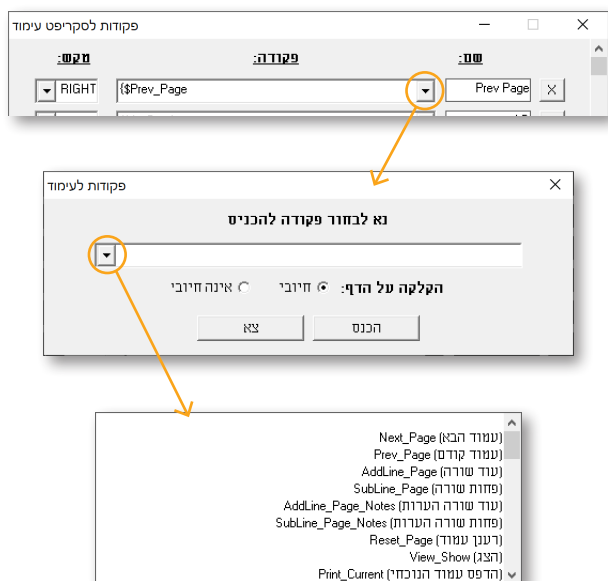 פקודות לסקריפט עימוד
שם: פקודה: מקש:
Prev Page {$Prev_Page RIGHT
פקודות לעימוד
נא לבחור פקודה להכניס
הקלקה על הדף: חיובי אינה חיובי
הכנס צא
Next_Page (עמוד הבא)
Prev_Page (עמוד קודם)
AddLine_Page (עוד שורה)
SubLine_Page (פחות שורה)
AddLine_Page_Notes (עוד שורה הערות)
SubLine_Page_Notes (פחות שורה הערות)
Reset_Page (רענן עמוד)
View_Show (הצג)
Print_Current (הדפס עמוד הנוכחי)